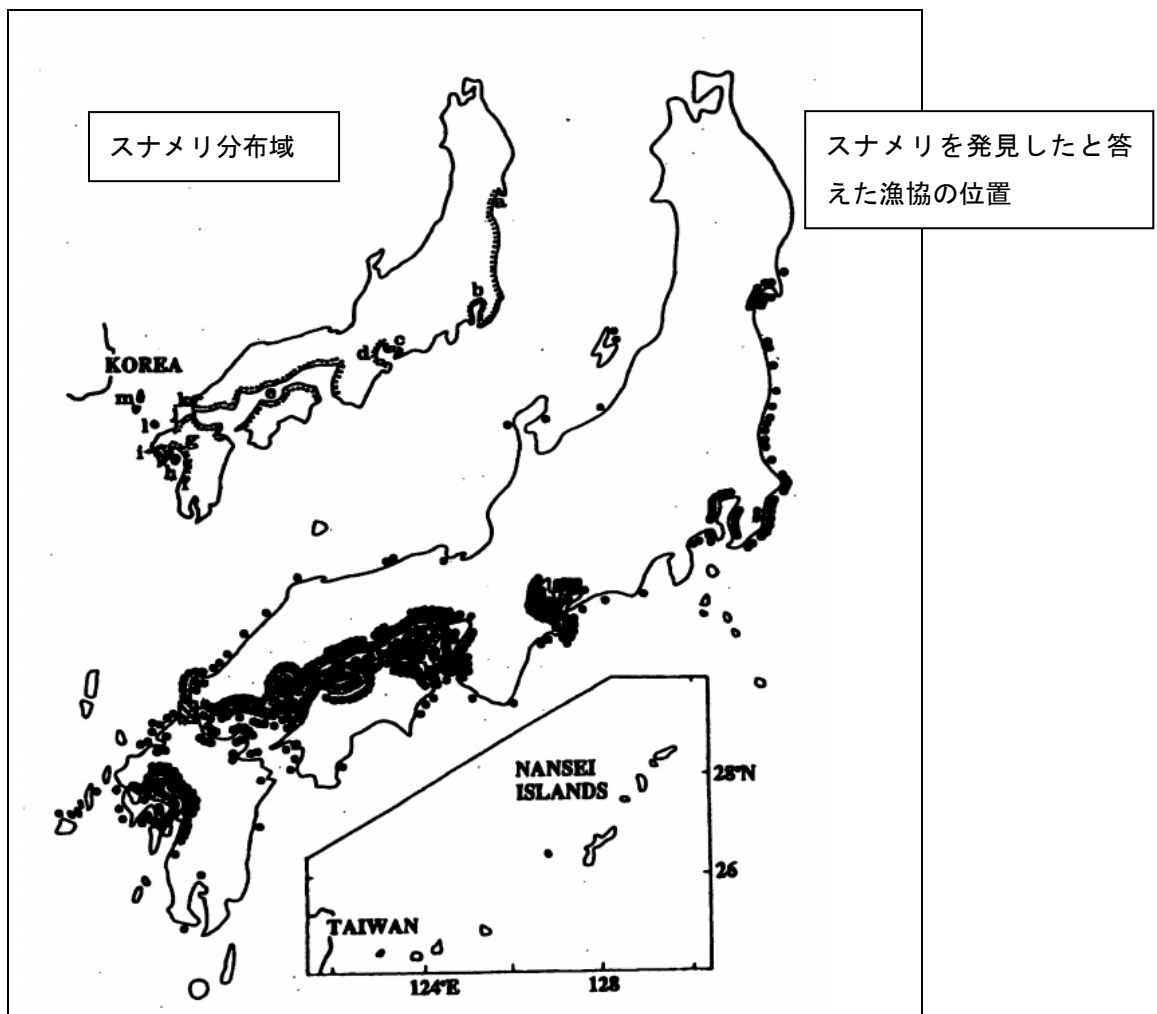 スナメリ分布域
スナメリを発見したと答
えた漁協の位置
b
c
d
KOREA
e
m
k
l
g
i
h
f
NANSEI
ISLANDS
28°N
26
TAIWAN
124°E
128